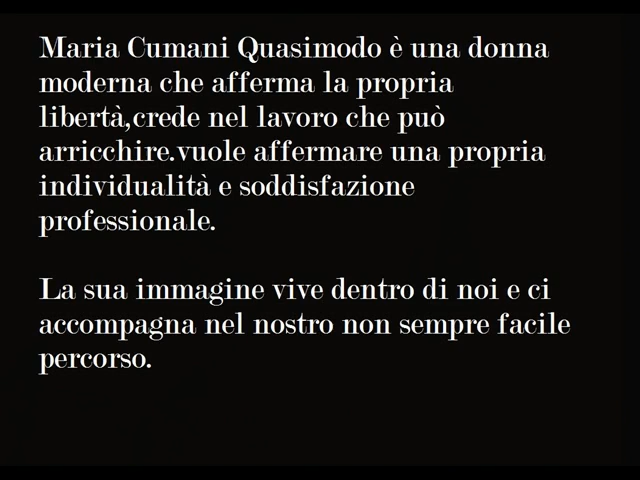 Maria Cumani Quasimodo è una donna
moderna che afferma la propria
libertà,crede nel lavoro che può
arricchire.vuole affermare una propria
individualità e soddisfazione
professionale.
La sua immagine vive dentro di noi e ci
accompagna nel nostro non sempre facile
percorso.